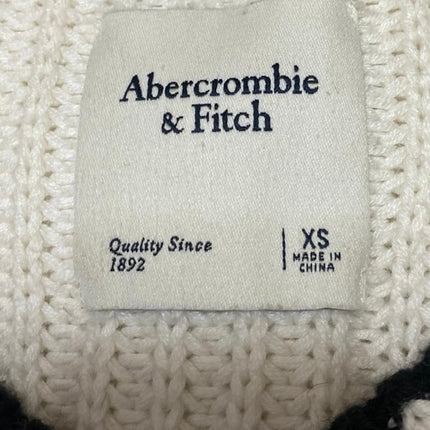 Abercrombie
& Fitch
Quality Since
1892
XS
MADE IN
CHINA